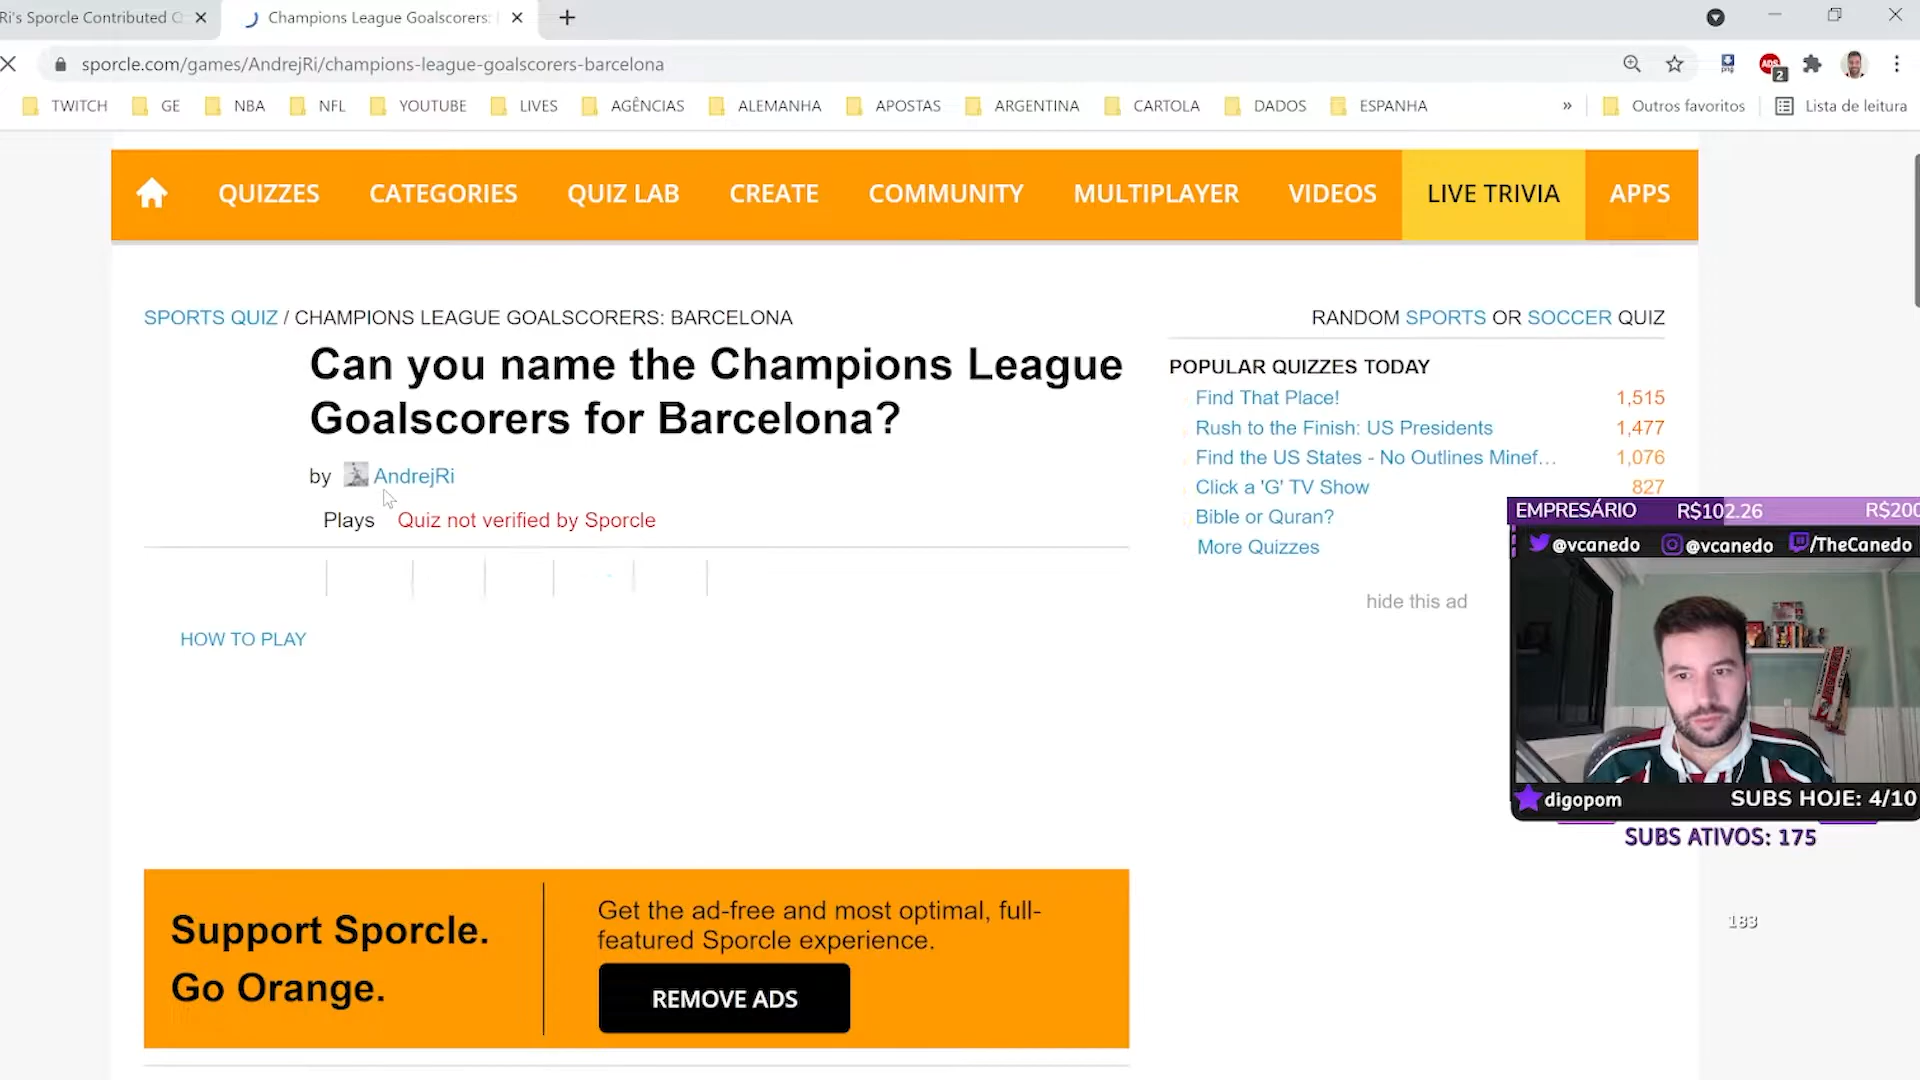 Ri's Sporcle Contributed Q
Champions League Goalscorers:
sporcle.com/games/AndrejRi/champions-league-goalscorers-barcelona
ADS
2
TWITCH
GE
NBA
NFL
YOUTUBE
LIVES
AGÊNCIAS
ALEMANHA
APOSTAS
ARGENTINA
CARTOLA
DADOS
ESPANHA
»
Outros favoritos
Lista de leitura
QUIZZES
CATEGORIES
QUIZ LAB
CREATE
COMMUNITY
MULTIPLAYER
VIDEOS
LIVE TRIVIA
APPS
SPORTS QUIZ / CHAMPIONS LEAGUE GOALSCORERS: BARCELONA
Can you name the Champions League
Goalscorers for Barcelona?
by AndrejRi
Plays Quiz not verified by Sporcle
HOW TO PLAY
RANDOM SPORTS OR SOCCER QUIZ
POPULAR QUIZZES TODAY
Find That Place! 1,515
Rush to the Finish: US Presidents 1,477
Find the US States - No Outlines Minef... 1,076
Click a 'G' TV Show 827
Bible or Quran?
More Quizzes
hide this ad
EMPRESÁRIO R$102.26 R$200
@vcanedo @vcanedo /TheCanedo
digopom SUBS HOJE: 4/10
SUBS ATIVOS: 175
183
Support Sporcle.
Go Orange.
Get the ad-free and most optimal, full-
featured Sporcle experience.
REMOVE ADS